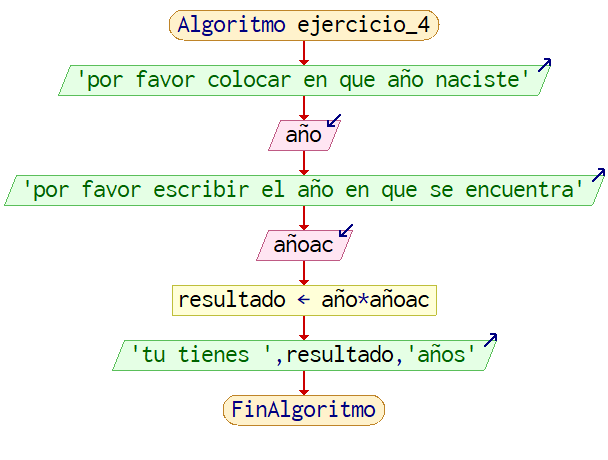 Algoritmo ejercicio_4
'por favor colocar en que año naciste'
año
'por favor escribir el año en que se encuentra'
añoac
resultado ← año*añoac
'tu tienes ',resultado,'años'
FinAlgoritmo